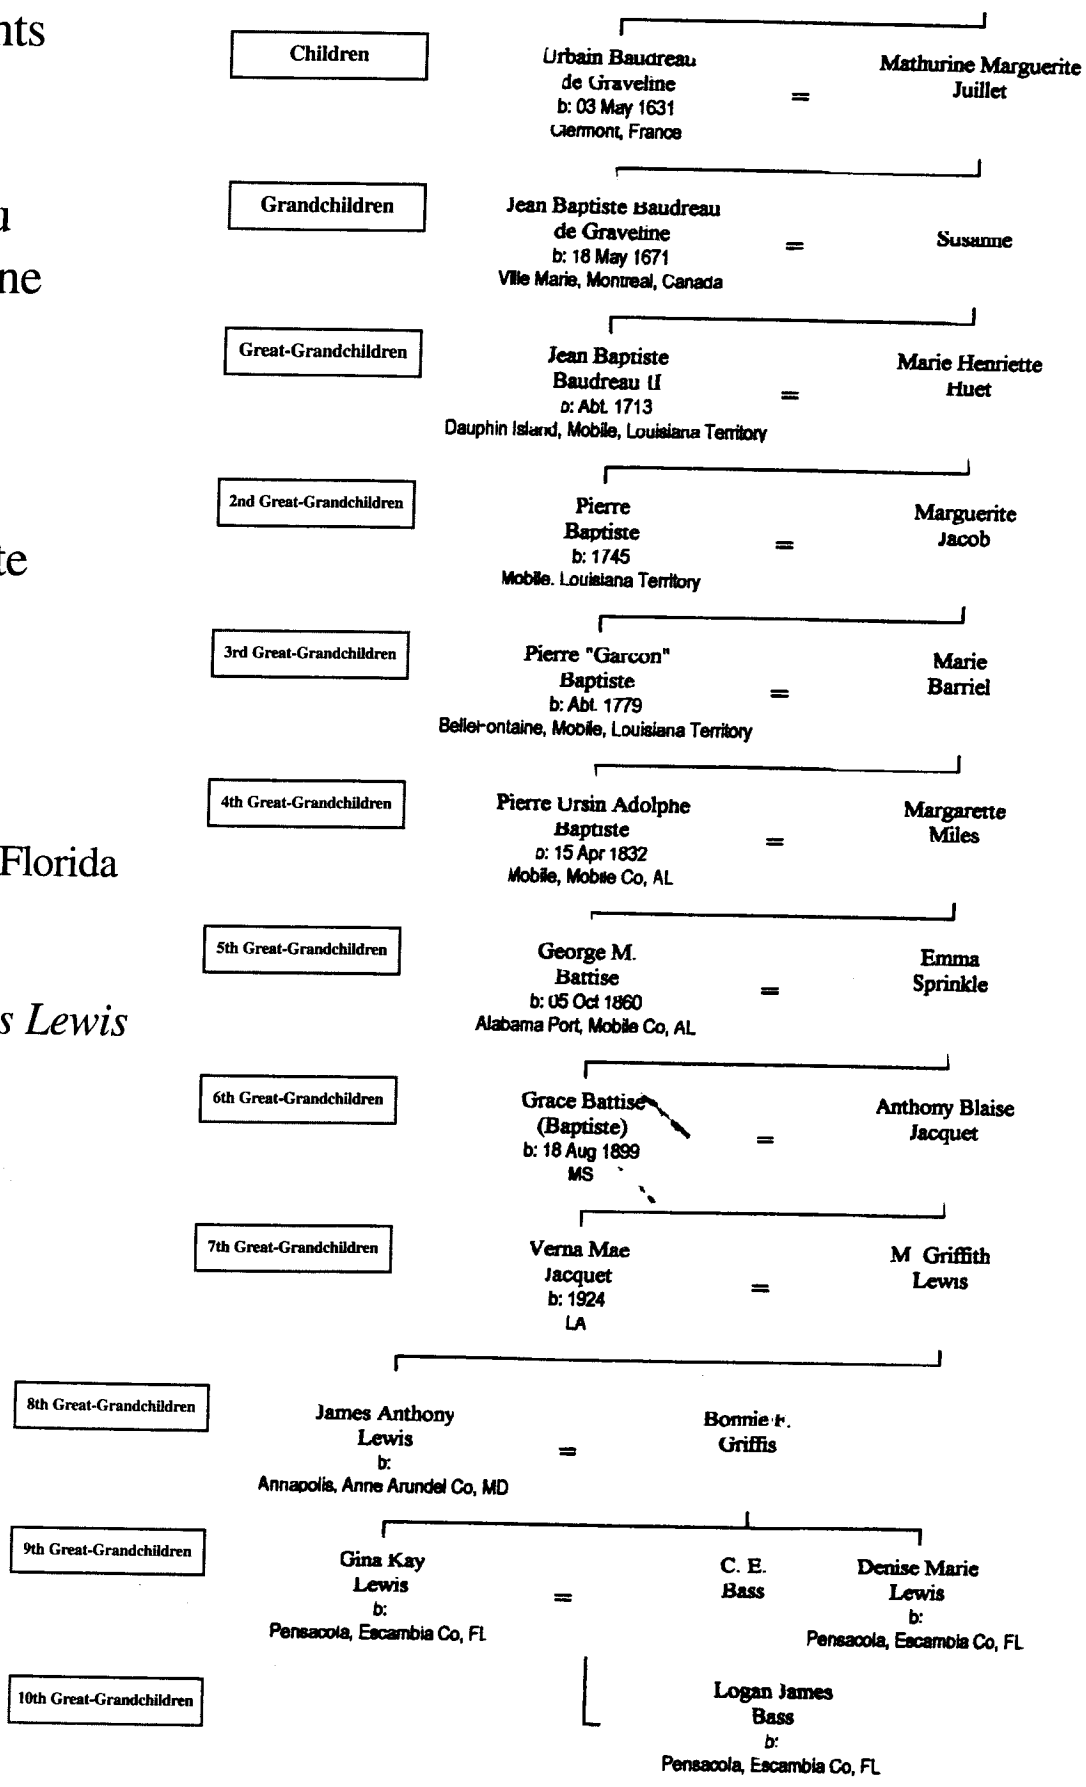 nts
Children
Urbain Baudreau
de Graveline
b: 03 May 1631
Clermont, France
=
Mathurine Marguerite
Juillet
u
ne
Grandchildren
Jean Baptiste Baudreau
de Graveline
b: 18 May 1671
Ville Marie, Montreal, Canada
=
Susanne
Great-Grandchildren
Jean Baptiste
Baudreau II
b: Abt. 1713
Dauphin Island, Mobile, Louisiana Territory
=
Marie Henriette
Huet
2nd Great-Grandchildren
Pierre
Baptiste
b: 1745
Mobile. Louisiana Territory
=
Marguerite
Jacob
te
3rd Great-Grandchildren
Pierre "Garcon"
Baptiste
b: Abt. 1779
BelleFontaine, Mobile, Louisiana Territory
=
Marie
Barriel
4th Great-Grandchildren
Pierre Ursin Adolphe
Baptiste
b: 15 Apr 1832
Mobile, Mobile Co, AL
=
Margarette
Miles
Florida
5th Great-Grandchildren
George M.
Battise
b: 05 Oct 1860
Alabama Port, Mobile Co, AL
=
Emma
Sprinkle
s Lewis
6th Great-Grandchildren
Grace Battise
(Baptiste)
b: 18 Aug 1899
MS
=
Anthony Blaise
Jacquet
7th Great-Grandchildren
Verna Mae
Jacquet
b: 1924
LA
=
M Griffith
Lewis
8th Great-Grandchildren
James Anthony
Lewis
b:
Annapolis, Anne Arundel Co, MD
=
Bonnie
Griffis
9th Great-Grandchildren
Gina Kay
Lewis
b:
Pensacola, Escambia Co, FL
=
C. E.
Bass
Denise Marie
Lewis
b:
Pensacola, Escambia Co, FL
10th Great-Grandchildren
Logan James
Bass
b:
Pensacola, Escambia Co, FL